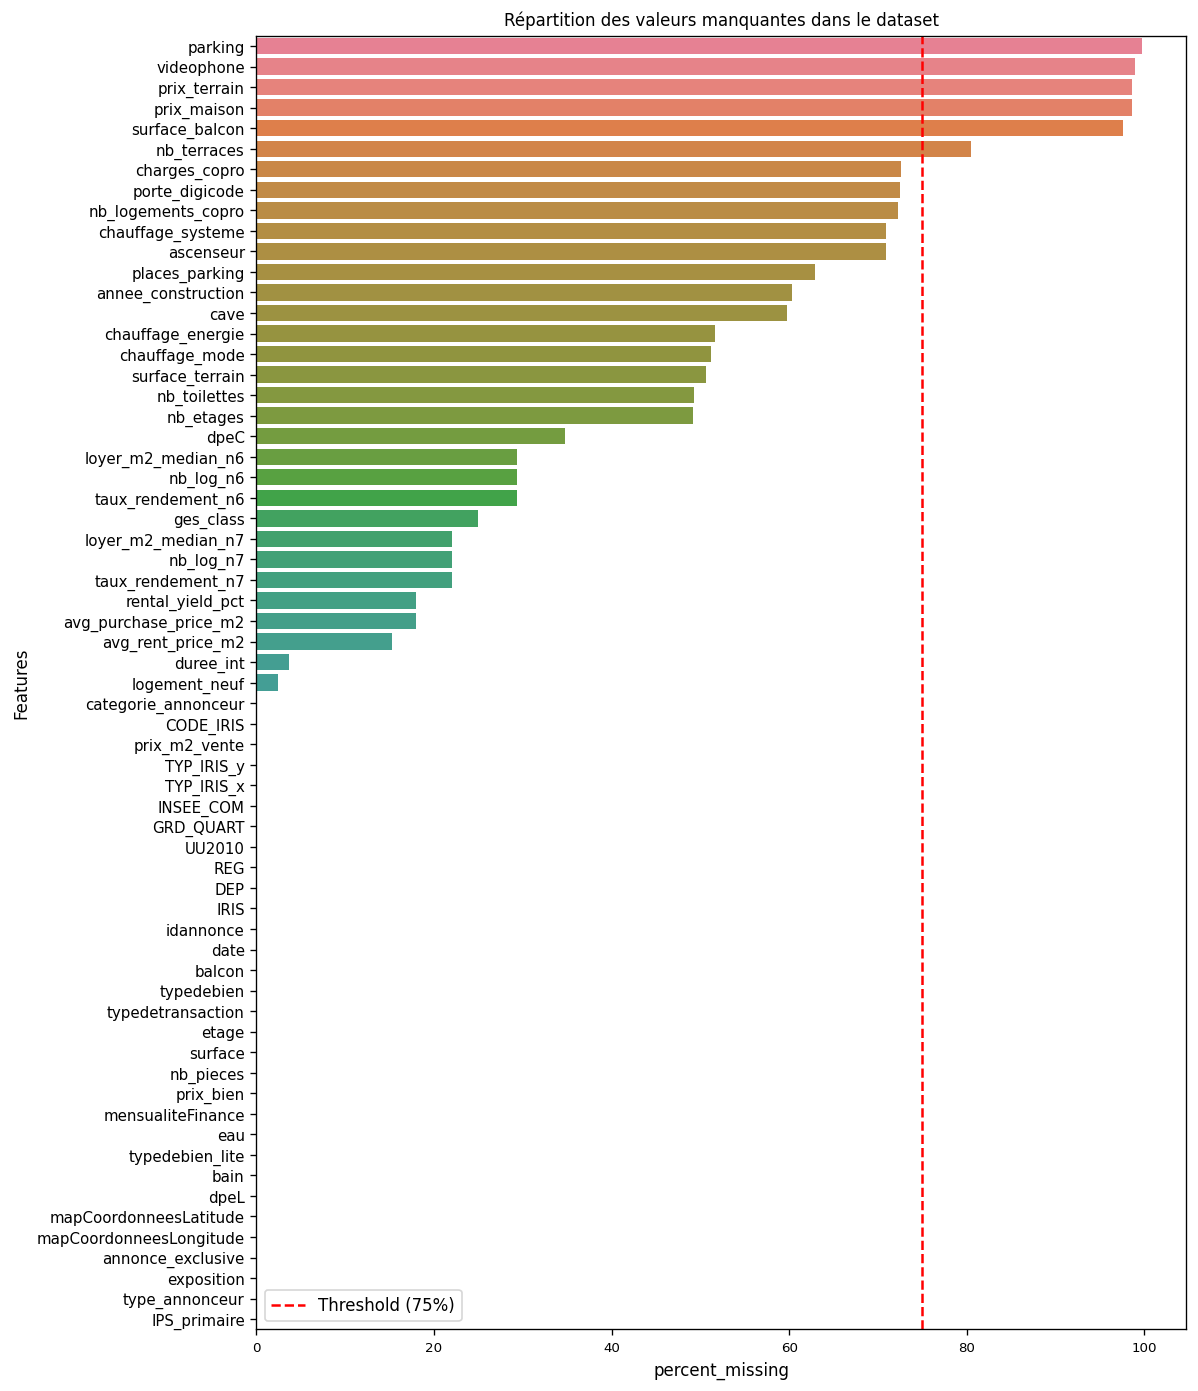 Répartition des valeurs manquantes dans le dataset
parking
videophone
prix_terrain
prix_maison
surface_balcon
nb_terraces
charges_copro
porte_digicode
nb_logements_copro
chauffage_systeme
ascenseur
places_parking
annee_construction
cave
chauffage_energie
chauffage_mode
surface_terrain
nb_toilettes
nb_etages
dpeC
loyer_m2_median_n6
nb_log_n6
taux_rendement_n6
ges_class
loyer_m2_median_n7
nb_log_n7
taux_rendement_n7
rental_yield_pct
avg_purchase_price_m2
avg_rent_price_m2
duree_int
logement_neuf
categorie_annonceur
CODE_IRIS
prix_m2_vente
TYP_IRIS_y
TYP_IRIS_x
INSEE_COM
GRD_QUART
UU2010
REG
DEP
IRIS
idannonce
date
balcon
typedebien
typedetransaction
etage
surface
nb_pieces
prix_bien
mensualiteFinance
eau
typedebien_lite
bain
dpeL
mapCoordonneesLatitude
mapCoordonneesLongitude
annonce_exclusive
exposition
type_annonceur
IPS_primaire
Features
Threshold (75%)
0 20 40 60 80 100
percent_missing